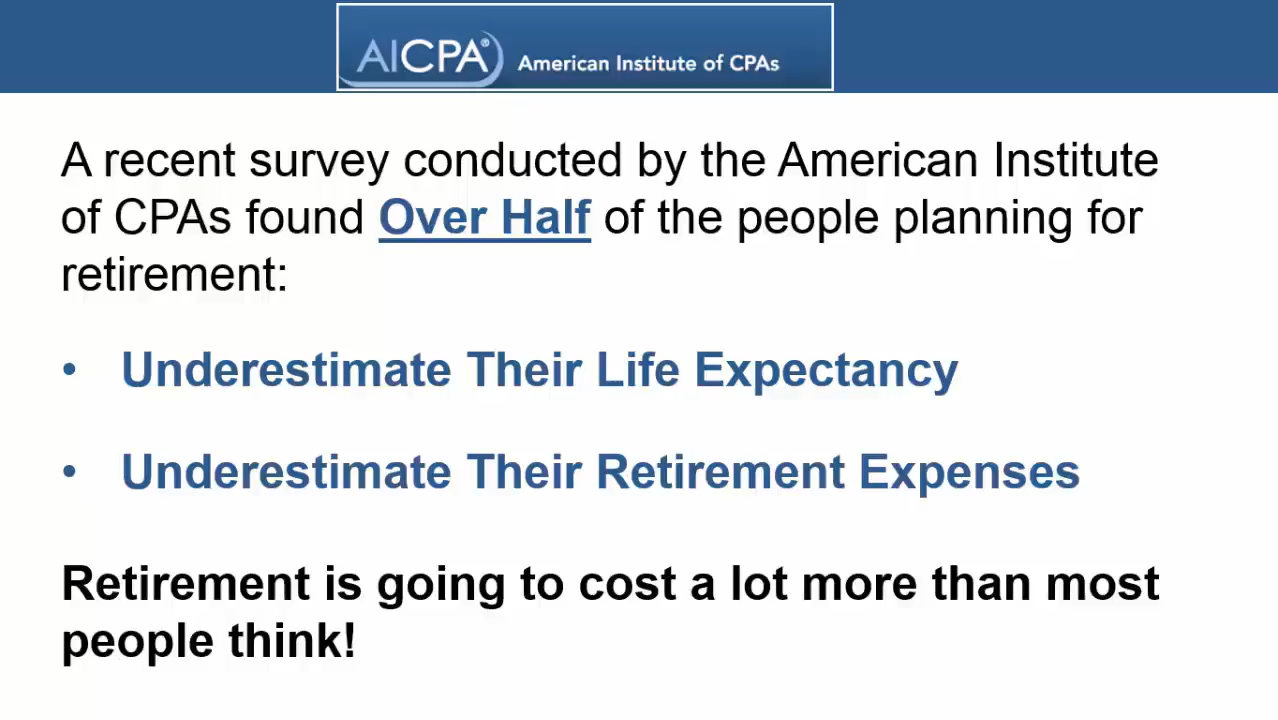 AICPA® American Institute of CPAs
A recent survey conducted by the American Institute
of CPAs found Over Half of the people planning for
retirement:
• Underestimate Their Life Expectancy
• Underestimate Their Retirement Expenses
Retirement is going to cost a lot more than most
people think!